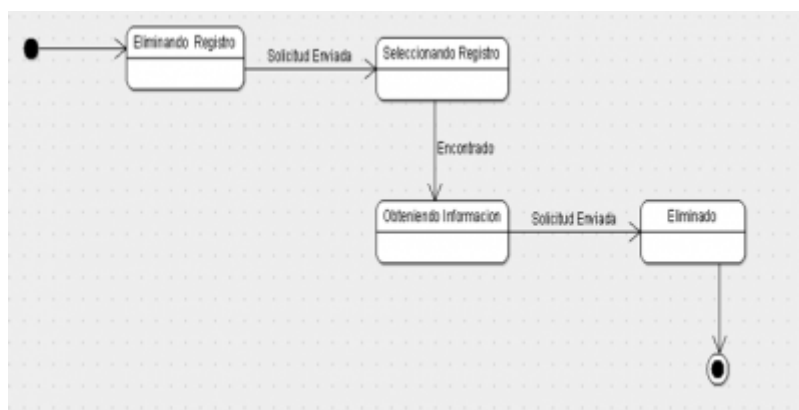 Eliminando Registro
Solicitud Enviada
Seleccionando Registro
Encontrado
Obteniendo Informacion
Solicitud Enviada
Eliminado